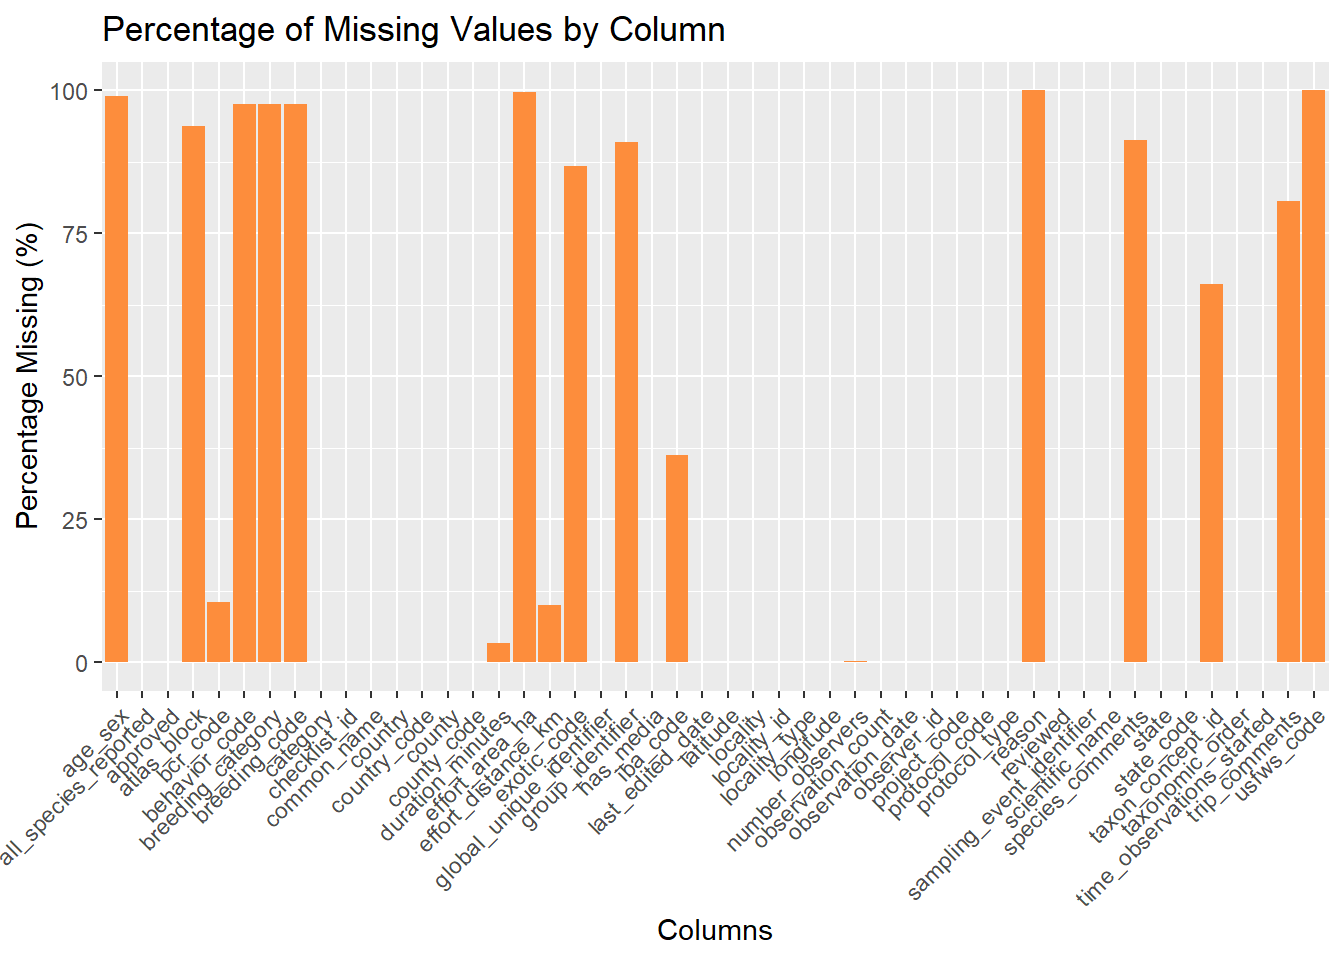 Percentage of Missing Values by Column
Percentage Missing (%)
100
75
50
25
0
age_sex
all_species_reported
approved
atlas_block
bcr_code
behavior_code
breeding_category
breeding_code
category
checklist_id
common_name
country
country_code
county
county_code
duration_minutes
effort_area_ha
effort_distance_km
exotic_code
global_unique_identifier
group_identifier
has_media
iba_code
last_edited_date
latitude
locality
locality_id
locality_type
longitude
number_observers
observation_count
observation_date
observer_id
project_code
protocol_code
protocol_type
reason
reviewed
sampling_event_identifier
scientific_name
species_comments
state
state_code
taxon_concept_id
taxonomic_order
time_observations_started
trip_comments
usfws_code
Columns